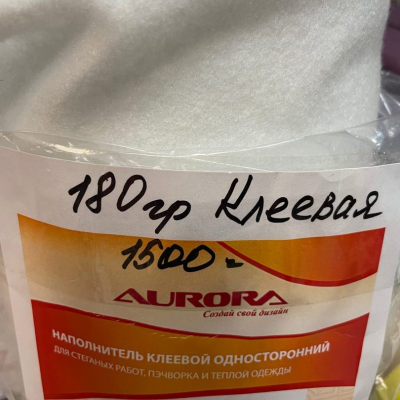 180гр Клеевая
1500
AURORA
Создай свой дизайн
НАПОЛНИТЕЛЬ КЛЕЕВОЙ ОДНОСТОРОННИЙ
ДЛЯ СТЕГАНЫХ РАБОТ, ПЭЧВОРКА И ТЕПЛОЙ ОДЕЖДЫ